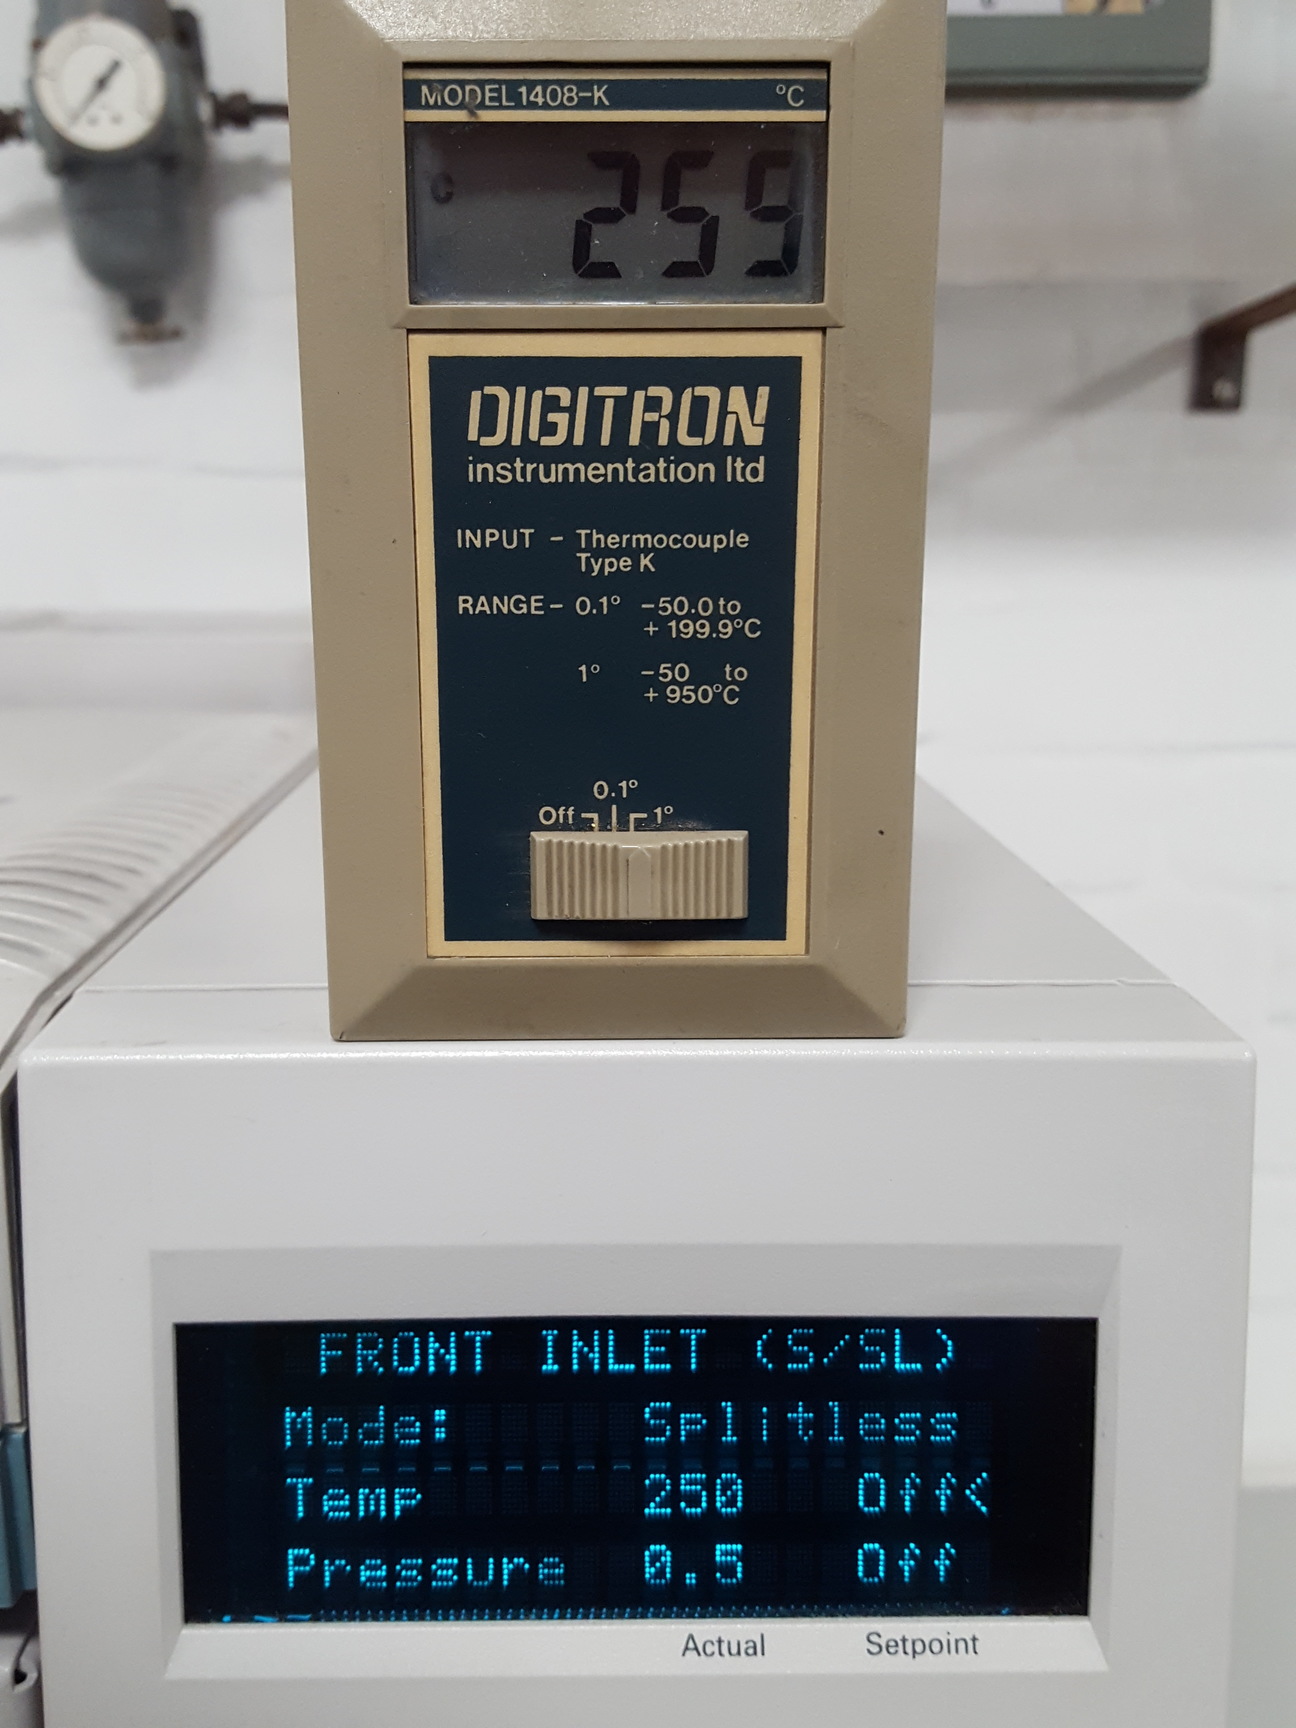 MODEL 1408-K °C
259
DIGITRON
instrumentation ltd
INPUT - Thermocouple
Type K
RANGE - 0.1° -50.0 to
+ 199.9°C
1° -50 to
+ 950°C
0.1°
Off 1°
FRONT INLET (S/SL)
Mode: Splitless
Temp 250 Off<
Pressure 0.5 Off
Actual Setpoint